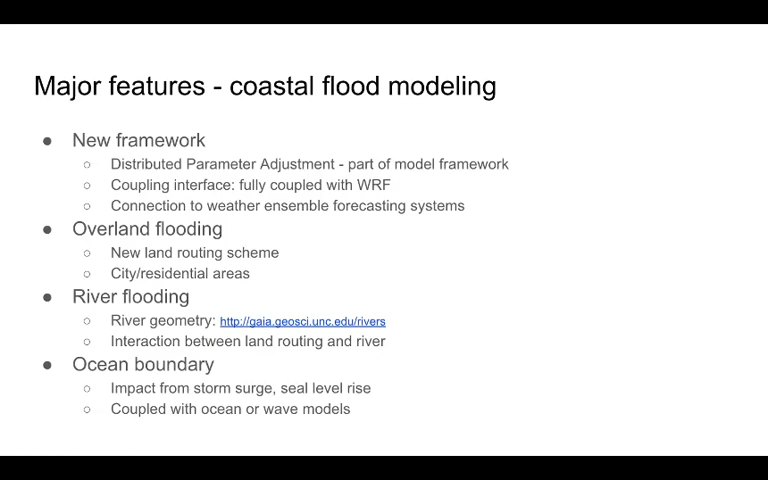 Major features - coastal flood modeling
● New framework
○ Distributed Parameter Adjustment - part of model framework
○ Coupling interface: fully coupled with WRF
○ Connection to weather ensemble forecasting systems
● Overland flooding
○ New land routing scheme
○ City/residential areas
● River flooding
○ River geometry: http://gaia.geosci.unc.edu/rivers
○ Interaction between land routing and river
● Ocean boundary
○ Impact from storm surge, seal level rise
○ Coupled with ocean or wave models